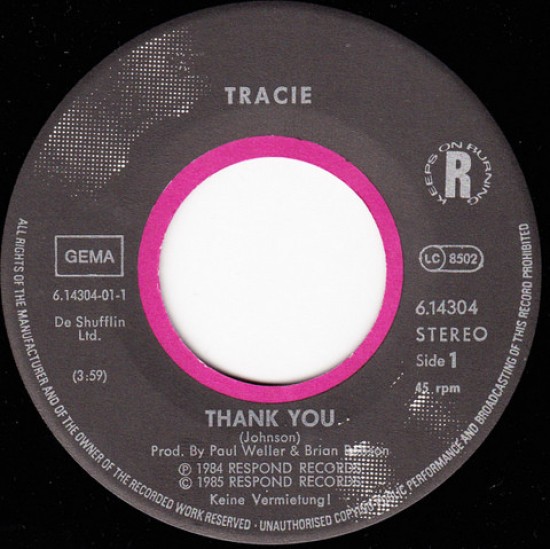 TRACIE
KEEPS ON BURNING
R
GEMA
LC 8502
6.14304-01-1
De Shufflin
Ltd.
(3:59)
6.14304
STEREO
Side 1
45 rpm
THANK YOU
(Johnson)
Prod. By Paul Weller & Brian
Ⓟ 1984 RESPOND RECORDS
© 1985 RESPOND RECORDS
Keine Vermietung!
ALL RIGHTS OF THE MANUFACTURER AND OF THE OWNER OF THE RECORDED WORK RESERVED — UNAUTHORISED COPYING, PUBLIC PERFORMANCE AND BROADCASTING OF THIS RECORD PROHIBITED